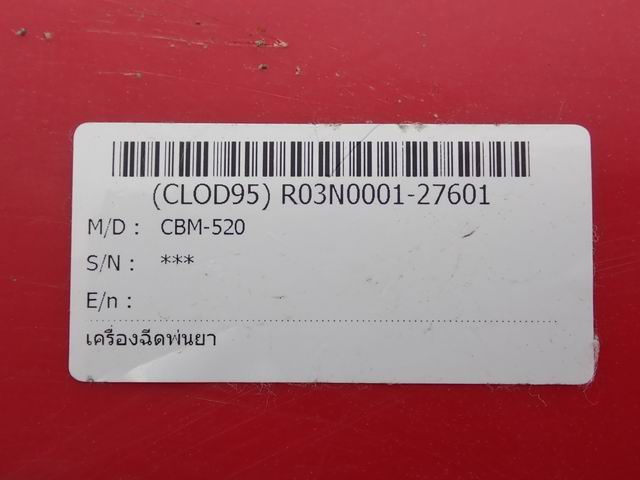 (CLOD95) R03N0001-27601
M/D : CBM-520
S/N : ***
E/n :
เครื่องฉีดพ่นยา